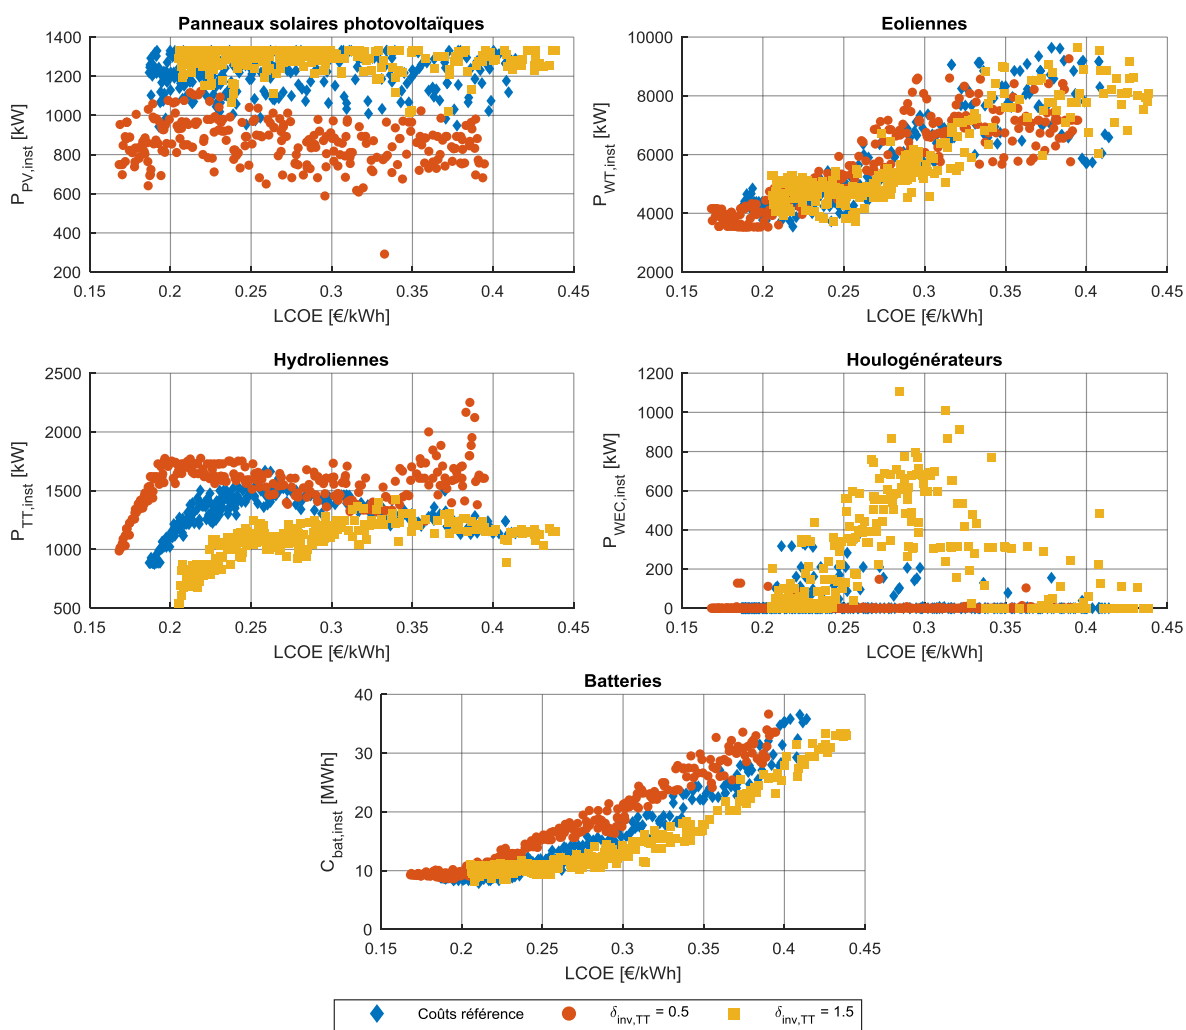 Panneaux solaires photovoltaïques
1400
1200
1000
800
600
400
200
P_PV,inst [kW]
0.15 0.2 0.25 0.3 0.35 0.4 0.45
LCOE [€/kWh]
Eoliennes
10000
8000
6000
4000
2000
P_WT,inst [kW]
0.15 0.2 0.25 0.3 0.35 0.4 0.45
LCOE [€/kWh]
Hydroliennes
2500
2000
1500
1000
500
P_TT,inst [kW]
0.15 0.2 0.25 0.3 0.35 0.4 0.45
LCOE [€/kWh]
Houlogénérateurs
1200
1000
800
600
400
200
0
P_WEC,inst [kW]
0.15 0.2 0.25 0.3 0.35 0.4 0.45
LCOE [€/kWh]
Batteries
40
30
20
10
0
C_bat,inst [MWh]
0.15 0.2 0.25 0.3 0.35 0.4 0.45
LCOE [€/kWh]
Coûts référence δ_inv,TT = 0.5 δ_inv,TT = 1.5